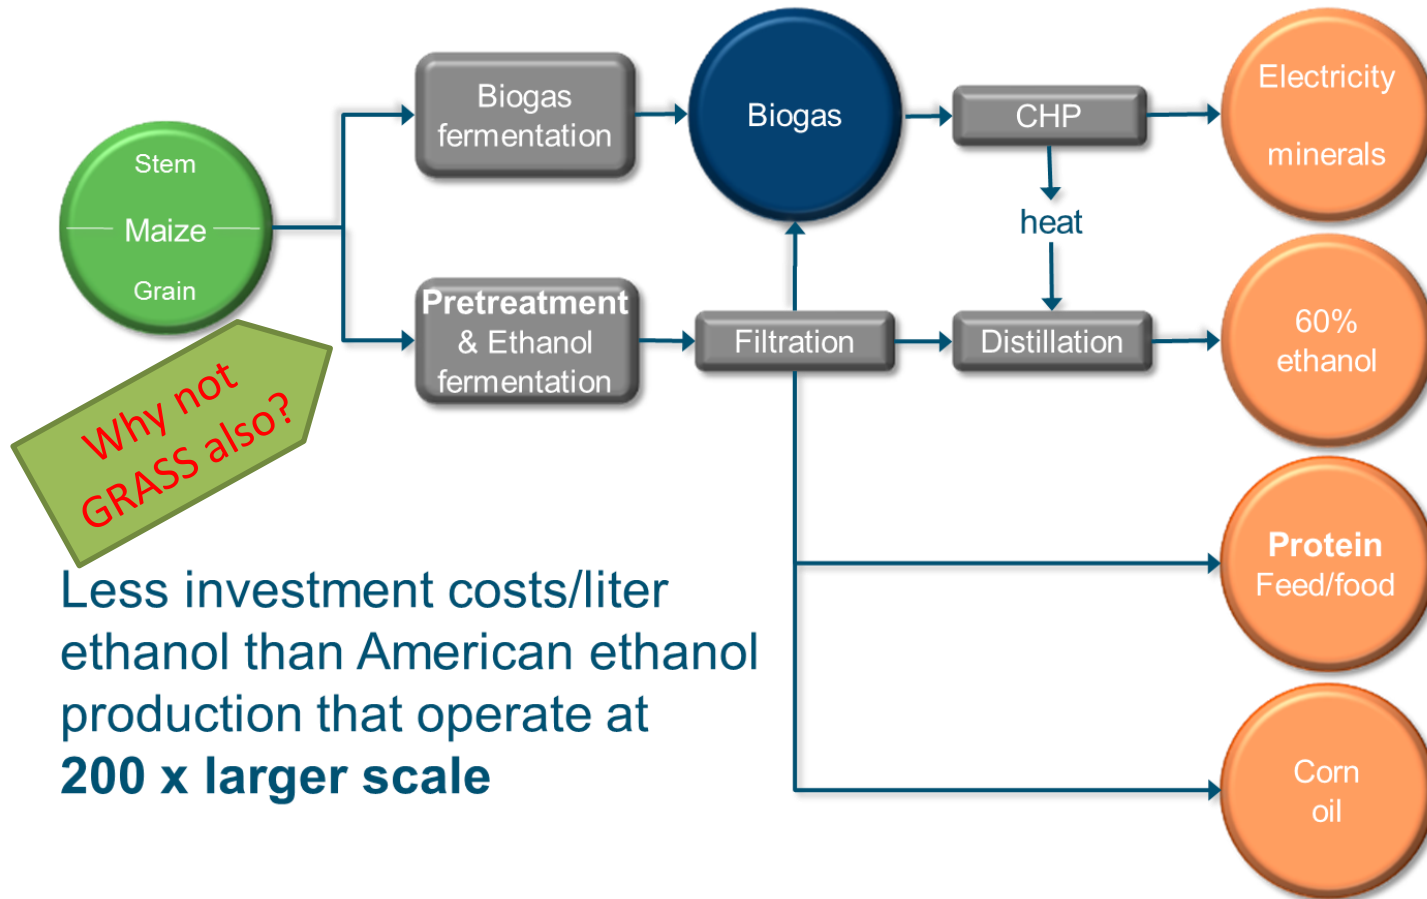 Stem
Maize
Grain
Why not
GRASS also?
Biogas
fermentation
Pretreatment
& Ethanol
fermentation
Biogas
Filtration
CHP
heat
Distillation
Electricity
minerals
60%
ethanol
Protein
Feed/food
Corn
oil
Less investment costs/liter
ethanol than American ethanol
production that operate at
200 x larger scale